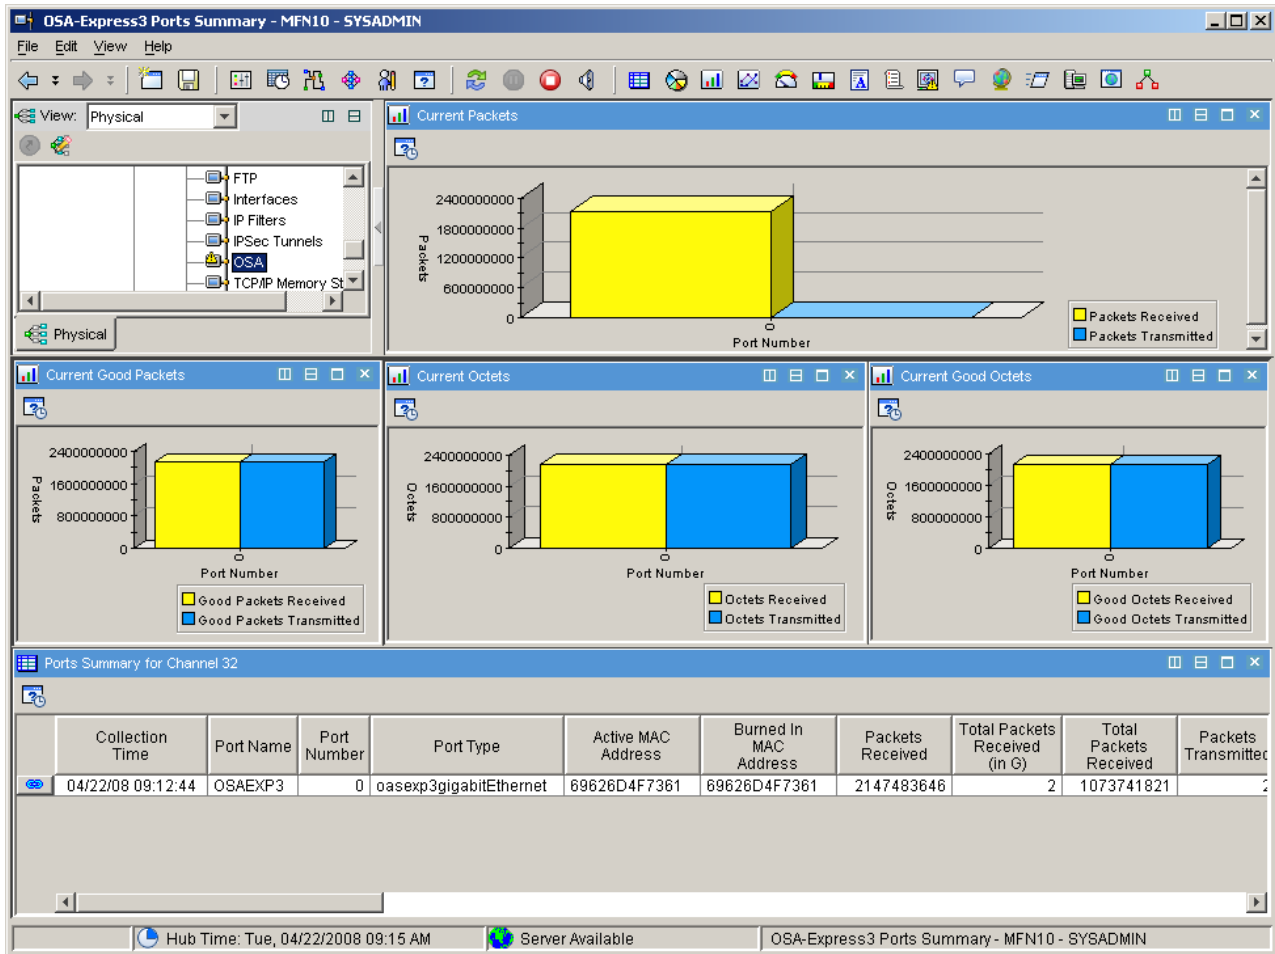 OSA-Express3 Ports Summary - MFN10 - SYSADMIN
File Edit View Help
View: Physical
FTP
Interfaces
IP Filters
IPSec Tunnels
OSA
TCP/IP Memory St
Physical
Current Packets
2400000000
1800000000
1200000000
600000000
0
Packets
0
Port Number
Packets Received
Packets Transmitted
Current Good Packets
2400000000
1600000000
800000000
0
Packets
0
Port Number
Good Packets Received
Good Packets Transmitted
Current Octets
2400000000
1600000000
800000000
0
Octets
0
Port Number
Octets Received
Octets Transmitted
Current Good Octets
2400000000
1600000000
800000000
0
Octets
0
Port Number
Good Octets Received
Good Octets Transmitted
Ports Summary for Channel 32
Collection Time Port Name Port Number Port Type Active MAC Address Burned In MAC Address Packets Received Total Packets Received (in G) Total Packets Received Packets Transmitted
04/22/08 09:12:44 OSAEXP3 0 oasexp3gigabitEthernet 69626D4F7361 69626D4F7361 2147483646 2 1073741821 2
Hub Time: Tue, 04/22/2008 09:15 AM Server Available OSA-Express3 Ports Summary - MFN10 - SYSADMIN